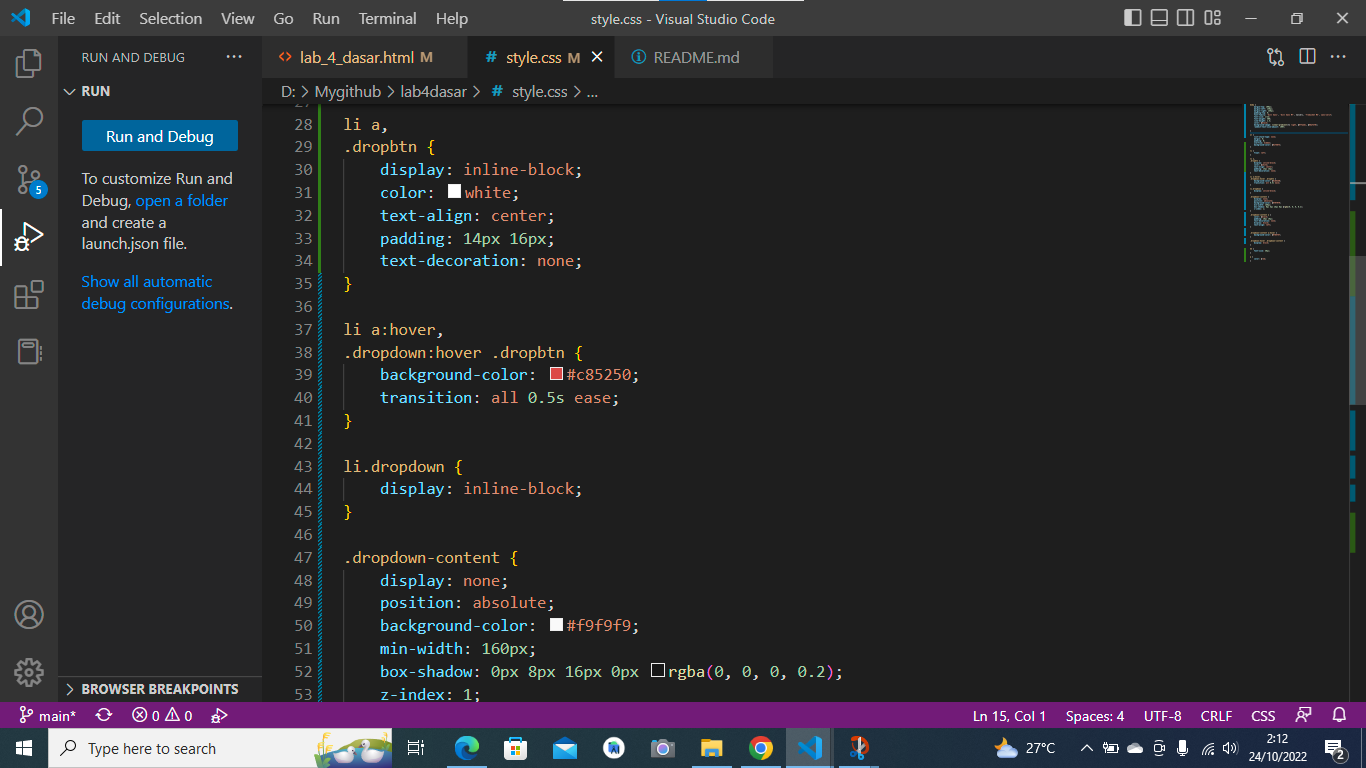 File Edit Selection View Go Run Terminal Help
style.css - Visual Studio Code
RUN AND DEBUG ...
lab_4_dasar.html M
# style.css M
README.md
D: > Mygithub > lab4dasar > # style.css > ...
RUN
Run and Debug
To customize Run and
Debug, open a folder
and create a
launch.json file.
Show all automatic
debug configurations.
5
BROWSER BREAKPOINTS
28 li a,
29 .dropbtn {
30 display: inline-block;
31 color: white;
32 text-align: center;
33 padding: 14px 16px;
34 text-decoration: none;
35 }
36
37 li a:hover,
38 .dropdown:hover .dropbtn {
39 background-color: #c85250;
40 transition: all 0.5s ease;
41 }
42
43 li.dropdown {
44 display: inline-block;
45 }
46
47 .dropdown-content {
48 display: none;
49 position: absolute;
50 background-color: #f9f9f9;
51 min-width: 160px;
52 box-shadow: 0px 8px 16px 0px rgba(0, 0, 0, 0.2);
53 z-index: 1;
main* 0 0 Ln 15, Col 1 Spaces: 4 UTF-8 CRLF CSS
Type here to search
27°C
2:12
24/10/2022
2